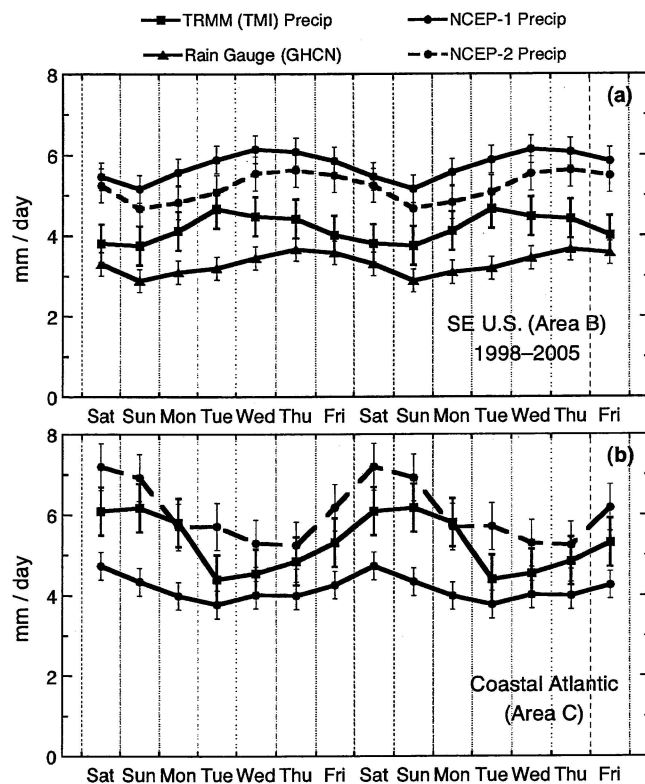 TRMM (TMI) Precip
NCEP-1 Precip
Rain Gauge (GHCN)
NCEP-2 Precip
8
(a)
6
mm / day
4
2
SE U.S. (Area B)
1998–2005
0
Sat Sun Mon Tue Wed Thu Fri Sat Sun Mon Tue Wed Thu Fri
8
(b)
6
mm / day
4
2
Coastal Atlantic
(Area C)
0
Sat Sun Mon Tue Wed Thu Fri Sat Sun Mon Tue Wed Thu Fri